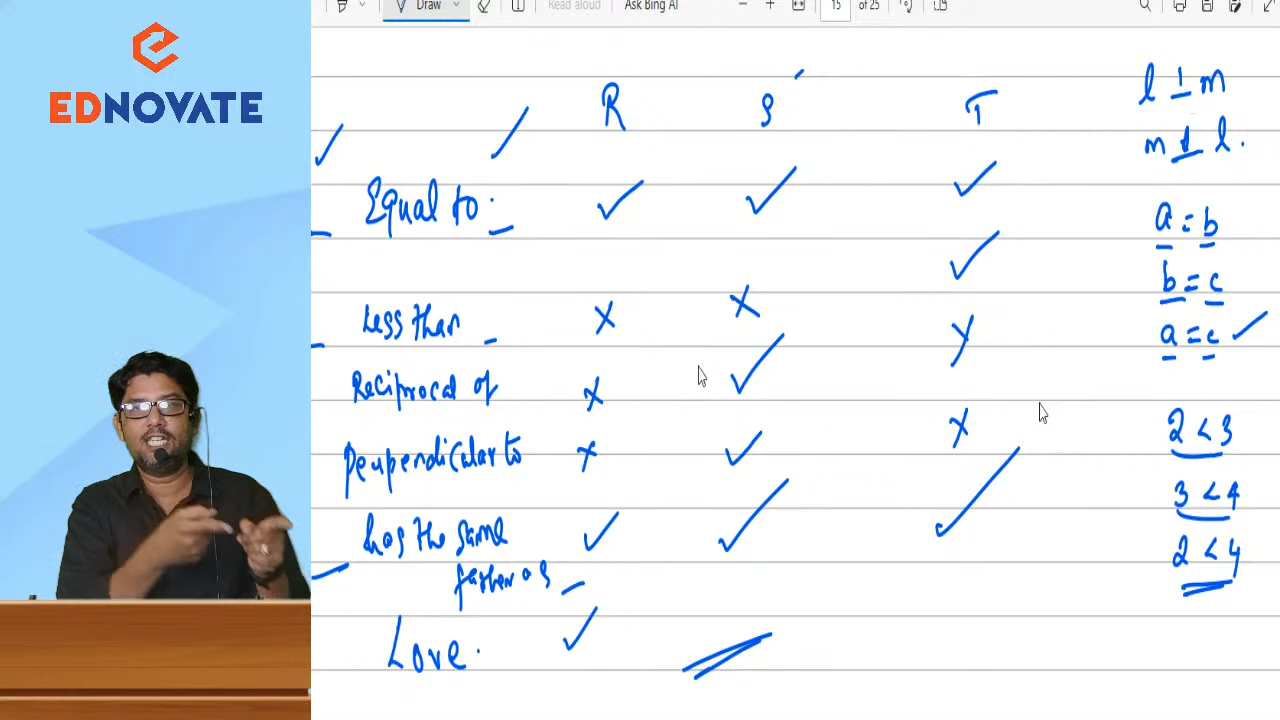 Draw
Read aloud
Ask Bing AI
15 of 25
EDNOVATE
R S T
Equal to.
Less than
Reciprocal of
Perpendicular to
has the same
father as
Love.
l ⊥ m
m ⊥ l.
a = b
b = c
a = c ✓
2 < 3
3 < 4
2 < 4